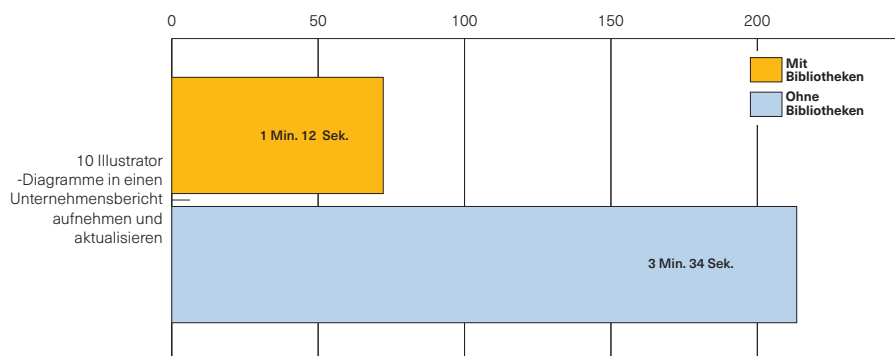 0 50 100 150 200
Mit
Bibliotheken
Ohne
Bibliotheken
1 Min. 12 Sek.
10 Illustrator
-Diagramme in einen
Unternehmensbericht
aufnehmen und
aktualisieren
3 Min. 34 Sek.